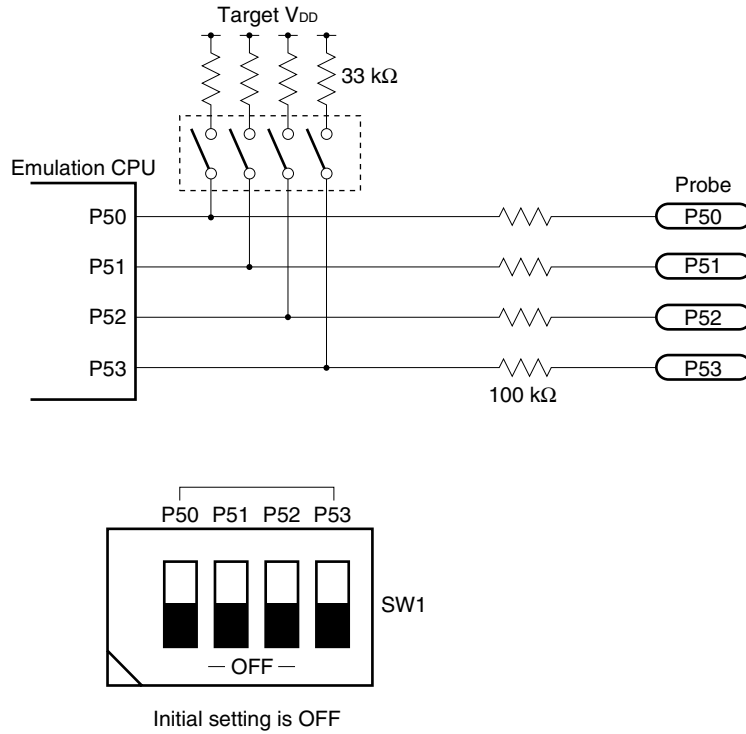 Target VDD
33 kΩ
Emulation CPU
Probe
P50
P50
P51
P51
P52
P52
P53
P53
100 kΩ
P50 P51 P52 P53
SW1
— OFF —
Initial setting is OFF